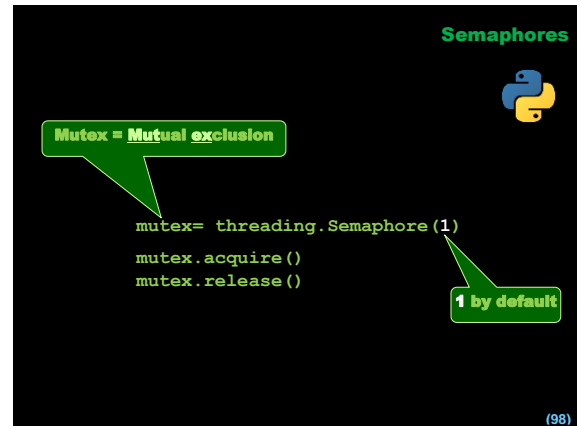 Semaphores
Mutex = Mutual exclusion
mutex= threading.Semaphore(1)
mutex.acquire()
mutex.release()
1 by default
(98)